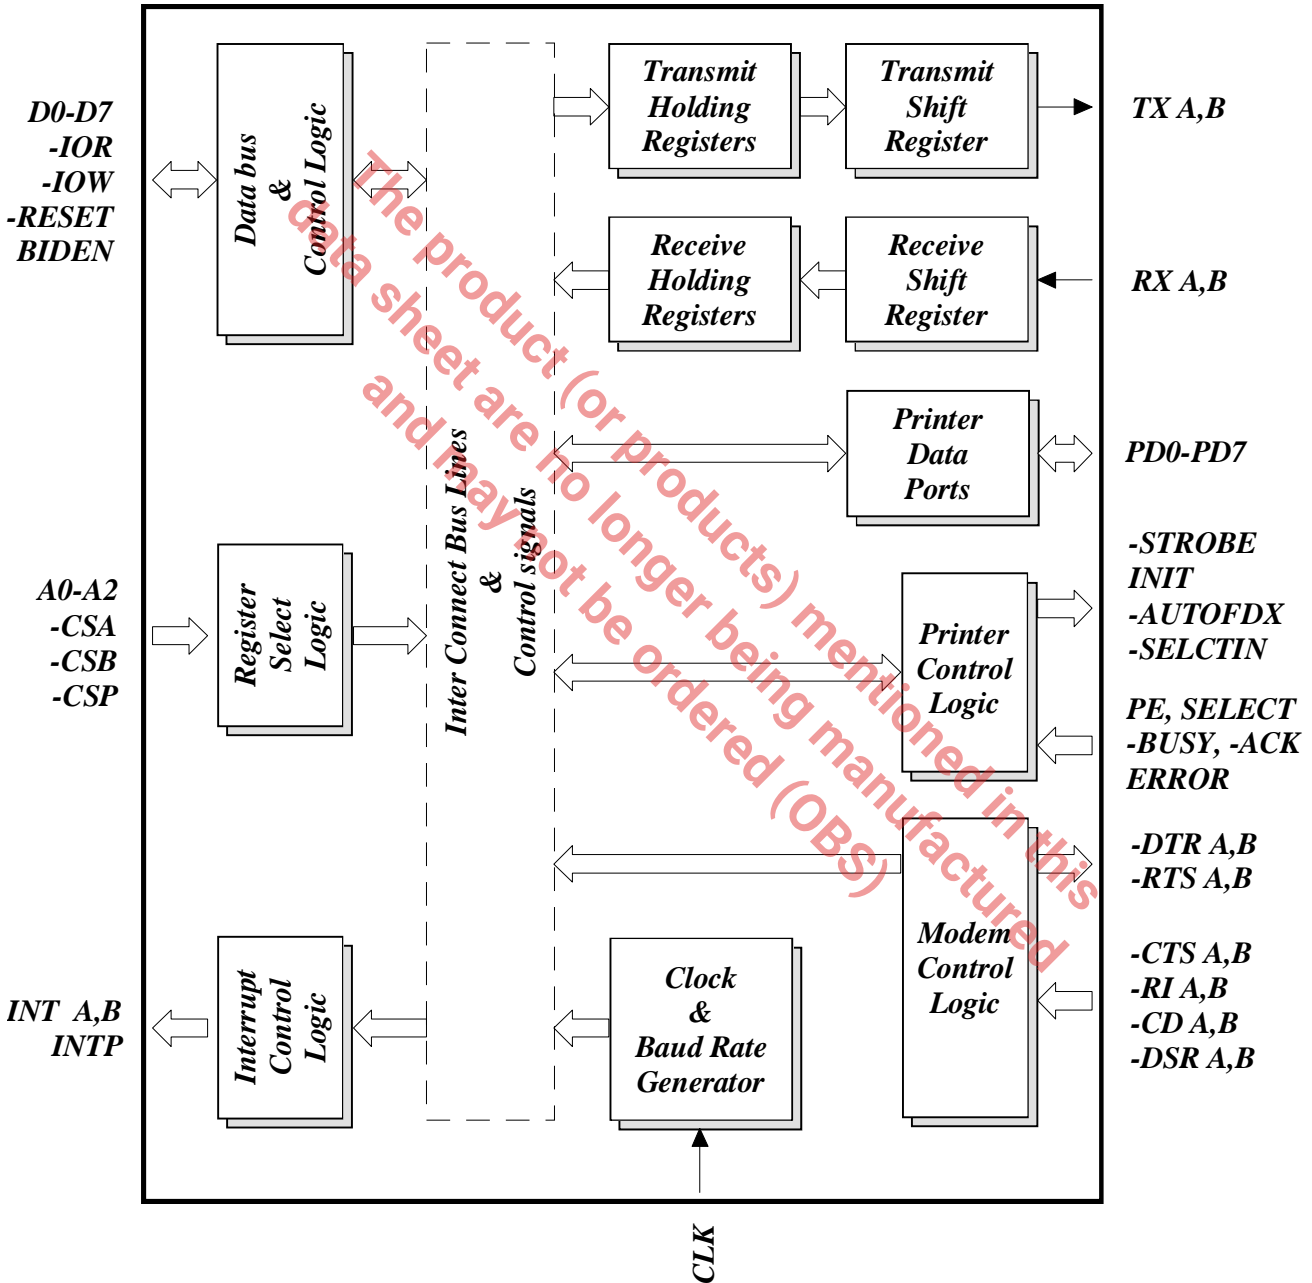 D0-D7
-IOR
-IOW
-RESET
BIDEN
Data bus
&
Control Logic
A0-A2
-CSA
-CSB
-CSP
Register
Select
Logic
INT A,B
INTP
Interrupt
Control
Logic
Inter Connect Bus Lines
&
Control signals
Transmit
Holding
Registers
Transmit
Shift
Register
TX A,B
Receive
Holding
Registers
Receive
Shift
Register
RX A,B
Printer
Data
Ports
PD0-PD7
Printer
Control
Logic
-STROBE
INIT
-AUTOFDX
-SELCTIN
PE, SELECT
-BUSY, -ACK
ERROR
Modem
Control
Logic
-DTR A,B
-RTS A,B
-CTS A,B
-RI A,B
-CD A,B
-DSR A,B
Clock
&
Baud Rate
Generator
CLK
The product (or products) mentioned in this
data sheet are no longer being manufactured
and may not be ordered (OBS)